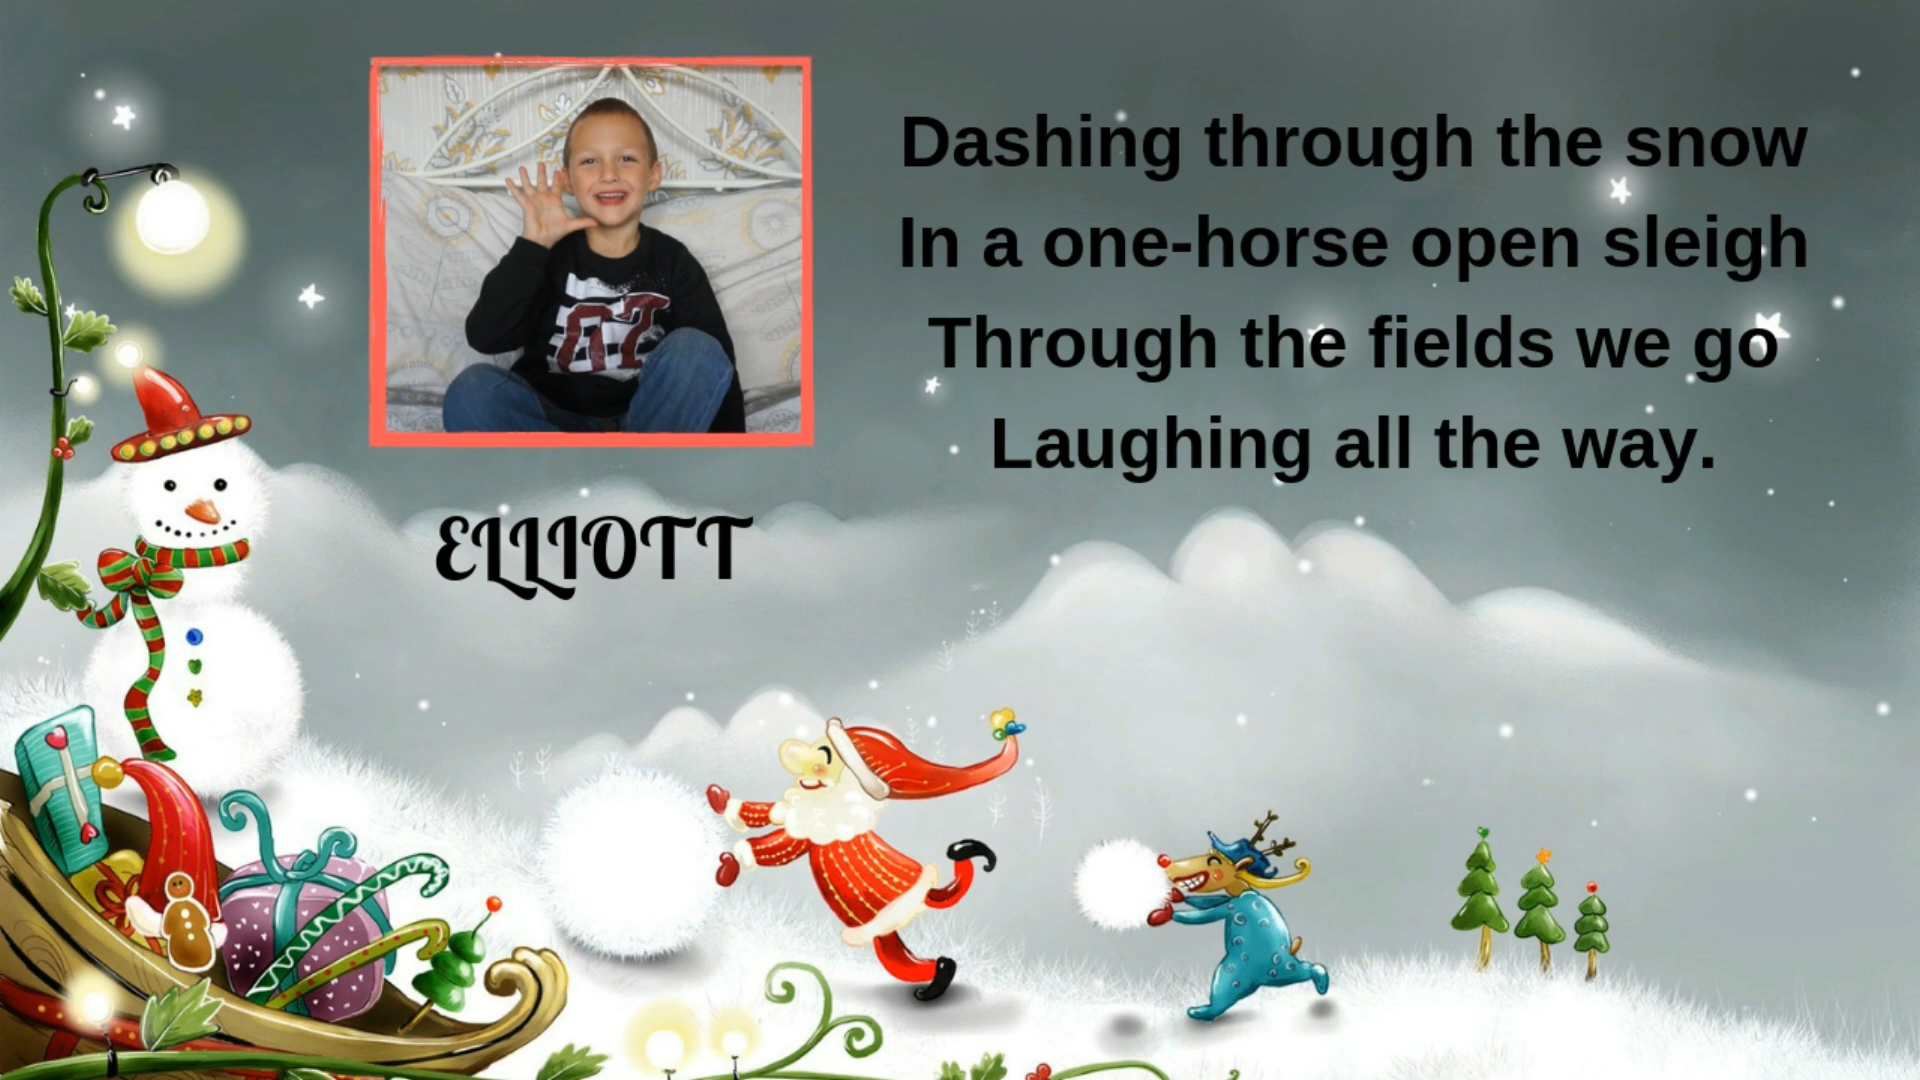 Dashing through the snow
In a one-horse open sleigh
Through the fields we go
Laughing all the way.
ELLIOTT